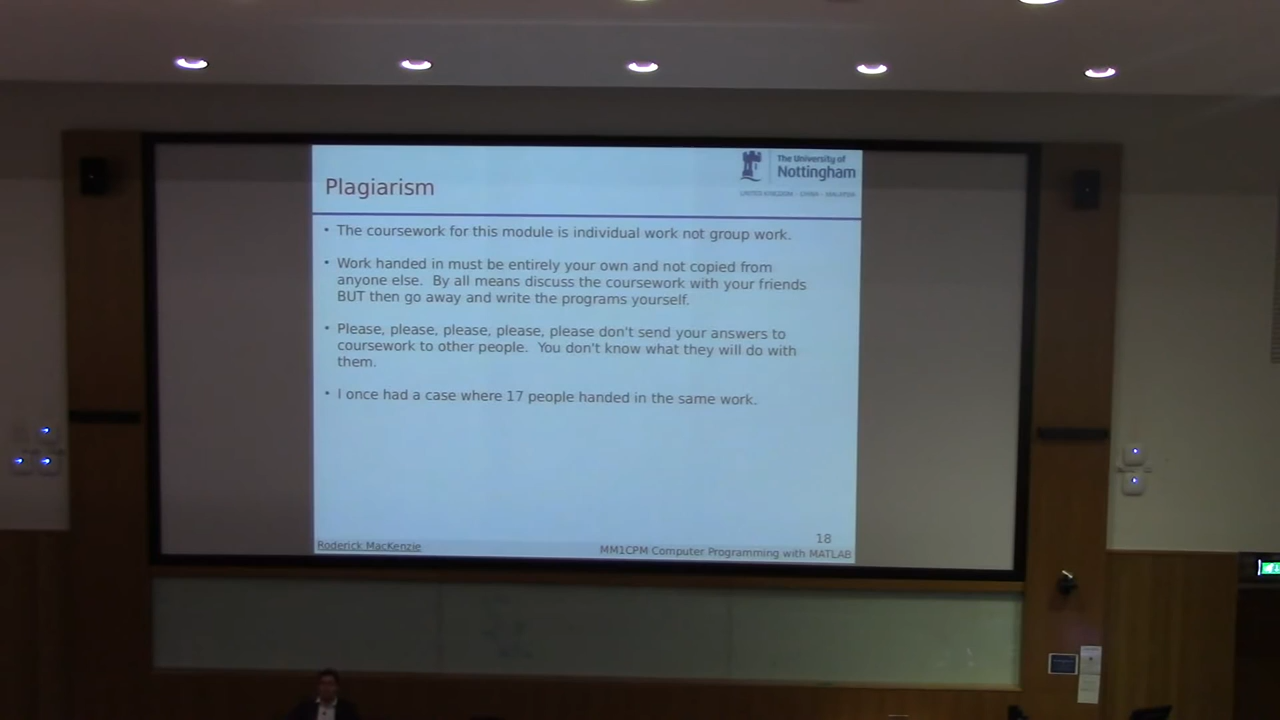 The University of
Nottingham
UNITED KINGDOM · CHINA · MALAYSIA
Plagiarism
• The coursework for this module is individual work not group work.
• Work handed in must be entirely your own and not copied from
anyone else. By all means discuss the coursework with your friends
BUT then go away and write the programs yourself.
• Please, please, please, please, please don't send your answers to
coursework to other people. You don't know what they will do with
them.
• I once had a case where 17 people handed in the same work.
18
Roderick MacKenzie
MM1CPM Computer Programming with MATLAB